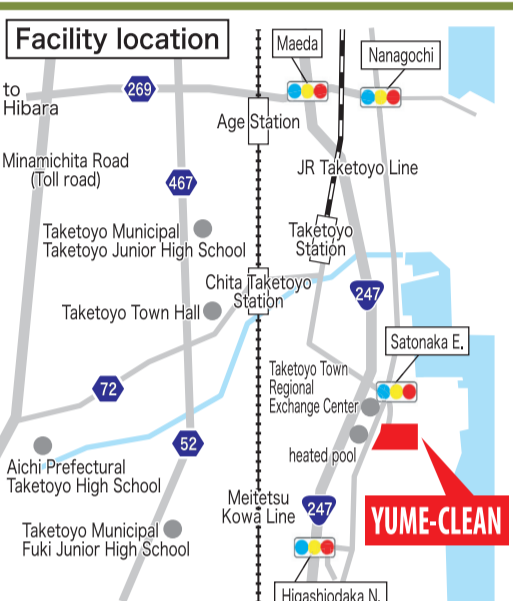 Facility location
Maeda
Nanagochi
to
Hibara
269
Age Station
Minamichita Road
(Toll road)
JR Taketoyo Line
467
Taketoyo Municipal
Taketoyo Junior High School
Taketoyo
Station
Chita Taketoyo
Station
247
Taketoyo Town Hall
Satonaka E.
Taketoyo Town
Regional
Exchange Center
72
52
heated pool
Aichi Prefectural
Taketoyo High School
Meitetsu
Kowa Line
247
YUME-CLEAN
Taketoyo Municipal
Fuki Junior High School
Higashiodaka N.